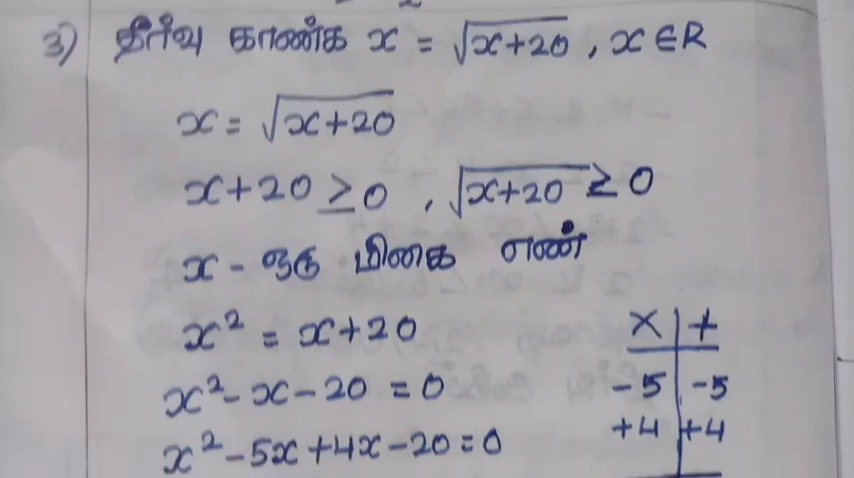 3) தீர்வு காண்க x = √x+20 , x ∈ R
x = √x+20
x+20 ≥ 0 , √x+20 ≥ 0
x - ஒரு மிகை எண்
x² = x+20
x² - x - 20 = 0
x² - 5x + 4x - 20 = 0
× | +
-5 | -5
+4 | +4